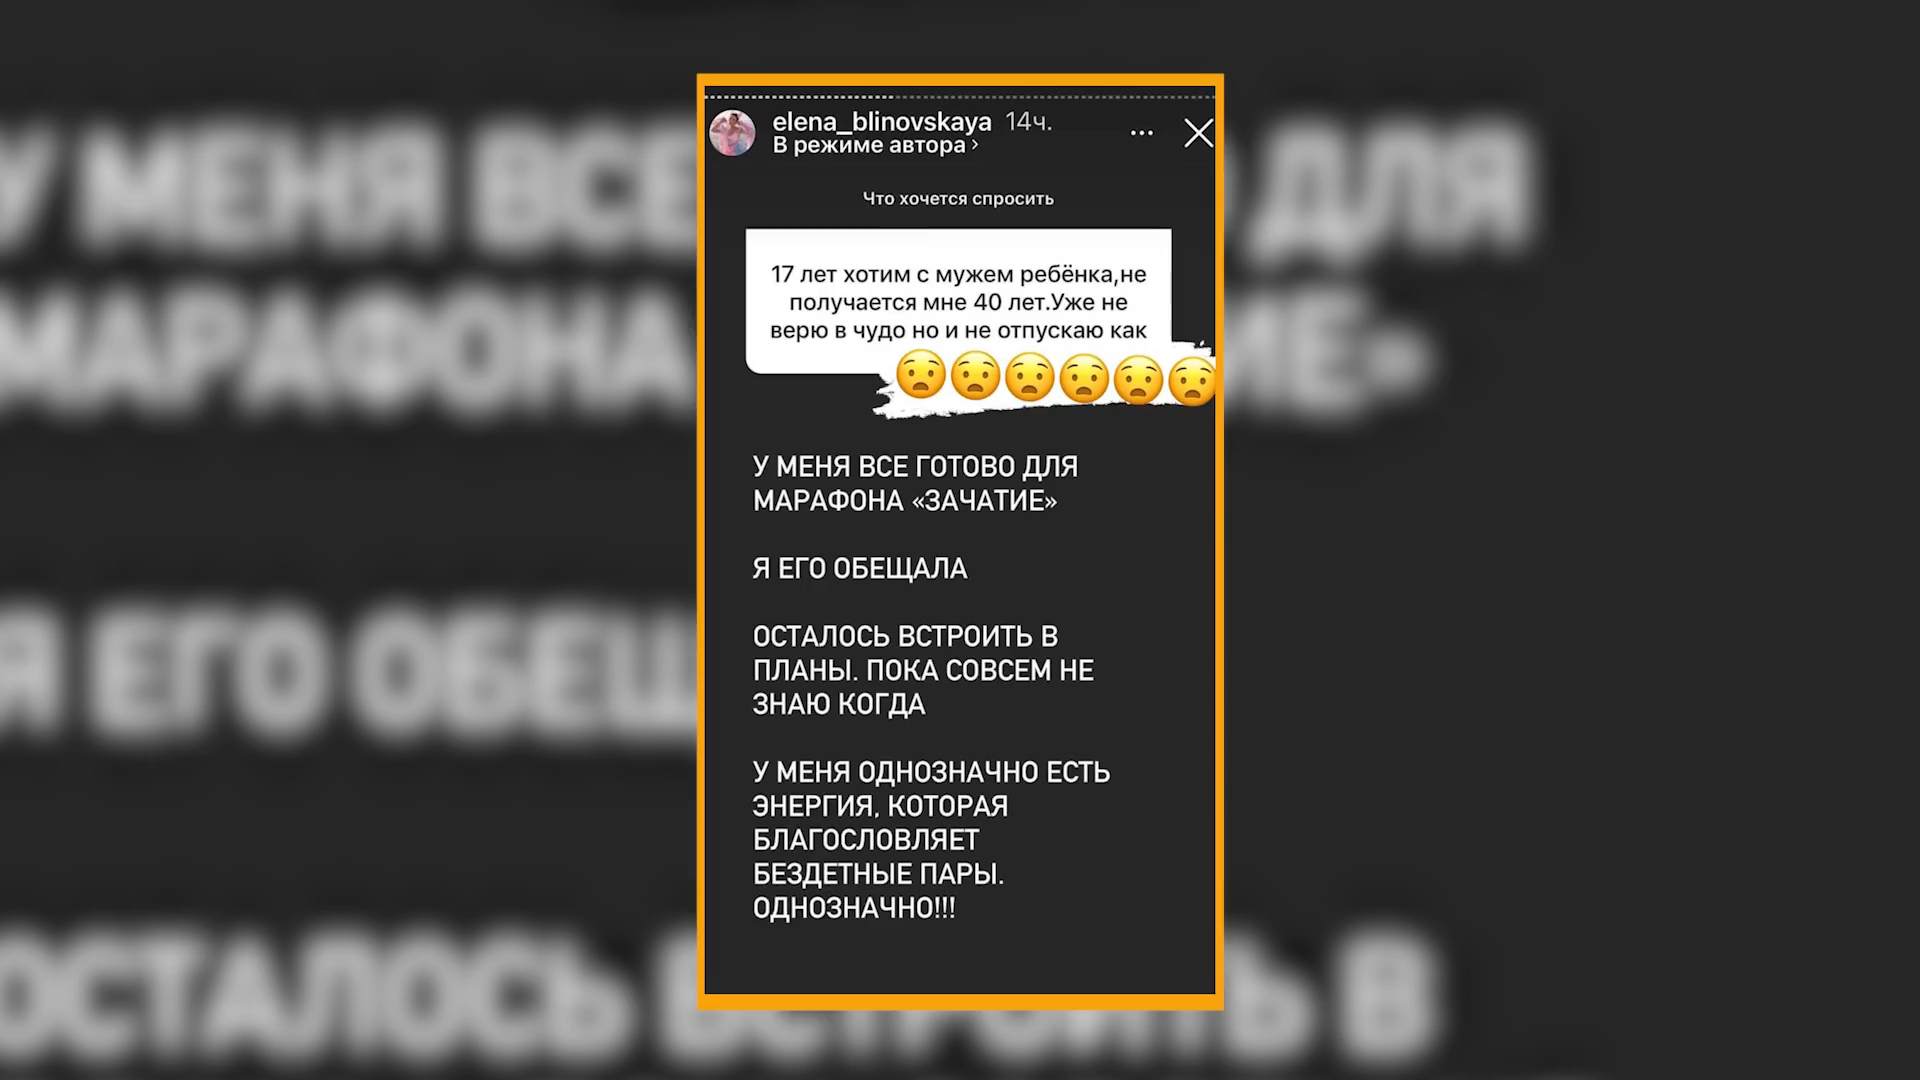 elena_blinovskaya 14ч.
В режиме автора ›
Что хочется спросить
17 лет хотим с мужем ребёнка,не
получается мне 40 лет.Уже не
верю в чудо но и не отпускаю как
У МЕНЯ ВСЕ ГОТОВО ДЛЯ
МАРАФОНА «ЗАЧАТИЕ»
Я ЕГО ОБЕЩАЛА
ОСТАЛОСЬ ВСТРОИТЬ В
ПЛАНЫ. ПОКА СОВСЕМ НЕ
ЗНАЮ КОГДА
У МЕНЯ ОДНОЗНАЧНО ЕСТЬ
ЭНЕРГИЯ, КОТОРАЯ
БЛАГОСЛОВЛЯЕТ
БЕЗДЕТНЫЕ ПАРЫ.
ОДНОЗНАЧНО!!!